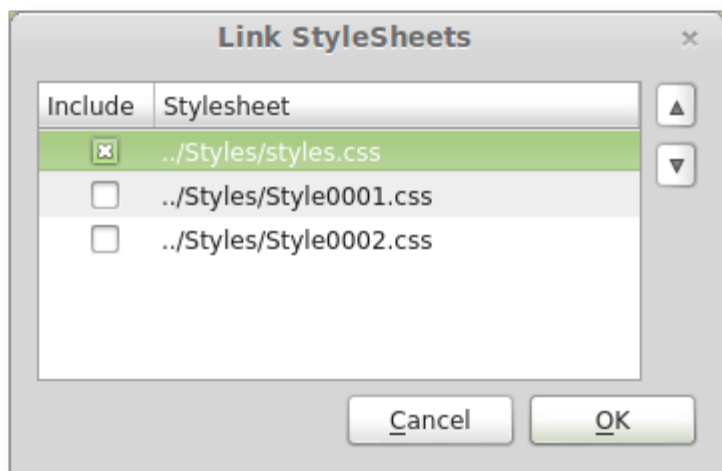 Link StyleSheets
Include Stylesheet
../Styles/styles.css
../Styles/Style0001.css
../Styles/Style0002.css
Cancel OK